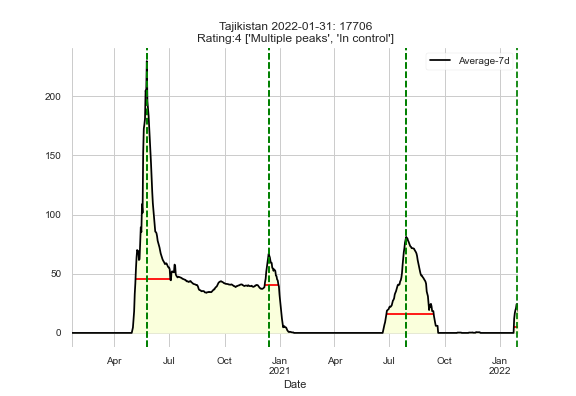 Tajikistan 2022-01-31: 17706
Rating:4 ['Multiple peaks', 'In control']
Average-7d
200
150
100
50
0
Apr Jul Oct Jan Apr Jul Oct Jan
2021 2022
Date